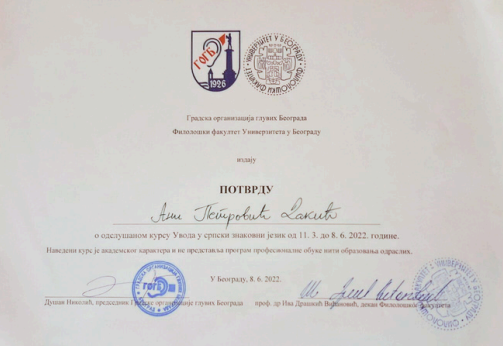 ГОГБ
1926
УНИВЕРЗИТЕТ У БЕОГРАДУ
ФИЛОЛОШКИ ФАКУЛТЕТ
Градска организација глувих Београда
Филолошки факултет Универзитета у Београду
издају
ПОТВРДУ
Ани Петровић Дакић
о одслушаном курсу Увода у српски знаковни језик од 11. 3. до 8. 6. 2022. године.
Наведени курс је академског карактера и не представља програм професионалне обуке нити образовања одраслих.
У Београду, 8. 6. 2022.
Душан Николић, председник Градске организације глувих Београда проф. др Ива Драшкић Вићановић, декан Филолошког факултета
ГОГБ